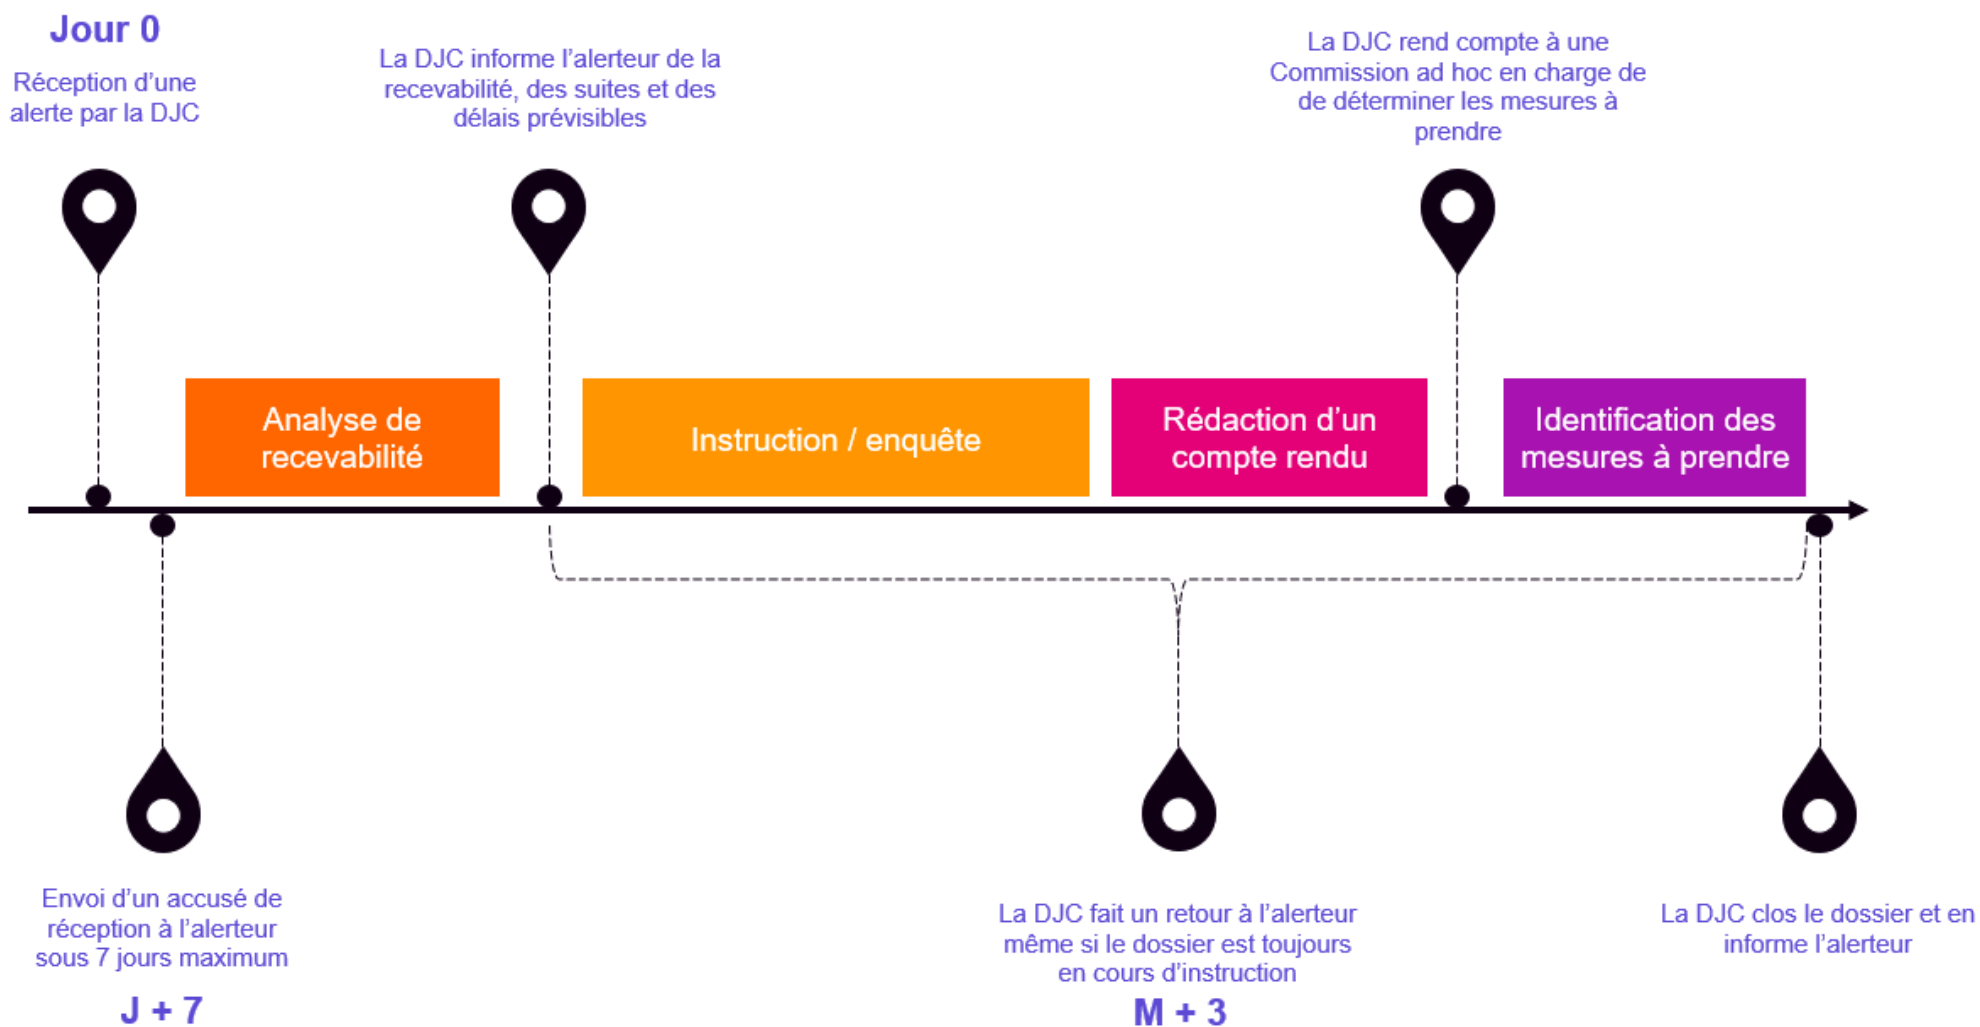 Jour 0
Réception d’une
alerte par la DJC
La DJC informe l’alerteur de la
recevabilité, des suites et des
délais prévisibles
La DJC rend compte à une
Commission ad hoc en charge de
de déterminer les mesures à
prendre
Analyse de
recevabilité
Instruction / enquête
Rédaction d’un
compte rendu
Identification des
mesures à prendre
Envoi d’un accusé de
réception à l’alerteur
sous 7 jours maximum
J + 7
La DJC fait un retour à l’alerteur
même si le dossier est toujours
en cours d’instruction
M + 3
La DJC clos le dossier et en
informe l’alerteur